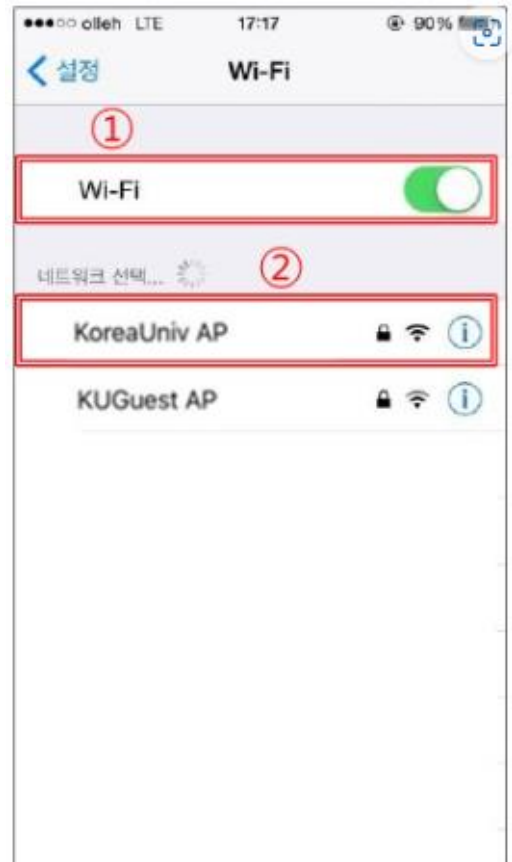 olleh LTE 17:17 90%
설정 Wi-Fi
①
Wi-Fi
네트워크 선택... ②
KoreaUniv AP
KUGuest AP